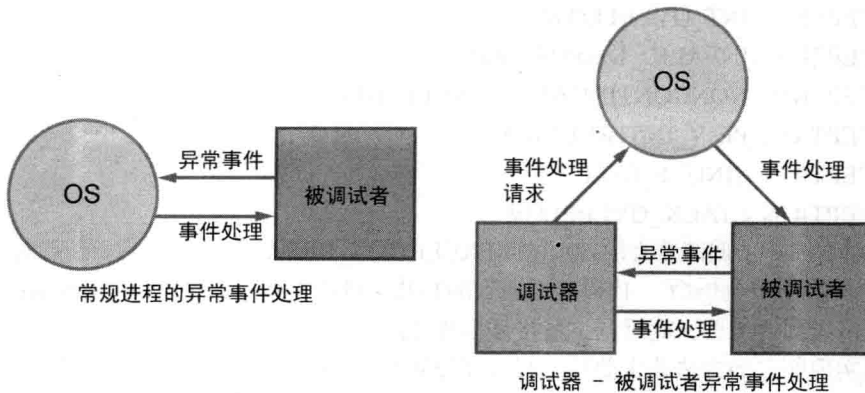 OS
异常事件
事件处理
被调试者
常规进程的异常事件处理
OS
事件处理
请求
事件处理
调试器
异常事件
事件处理
被调试者
调试器 - 被调试者异常事件处理